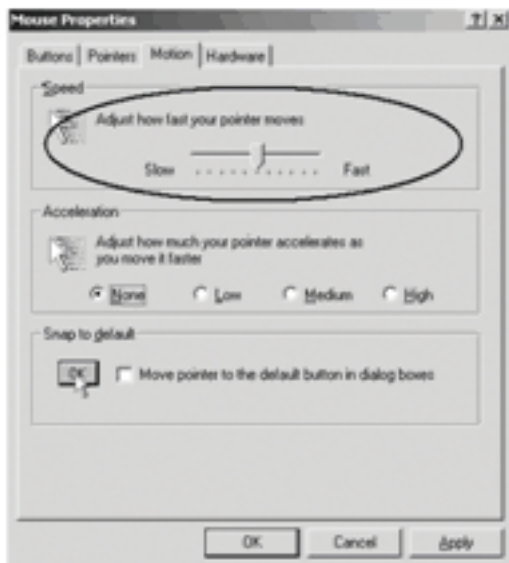 Mouse Properties ? X
Buttons Pointers Motion Hardware
Speed
Adjust how fast your pointer moves
Slow Fast
Acceleration
Adjust how much your pointer accelerates as
you move it faster
None Low Medium High
Snap to default
OK Move pointer to the default button in dialog boxes
OK Cancel Apply